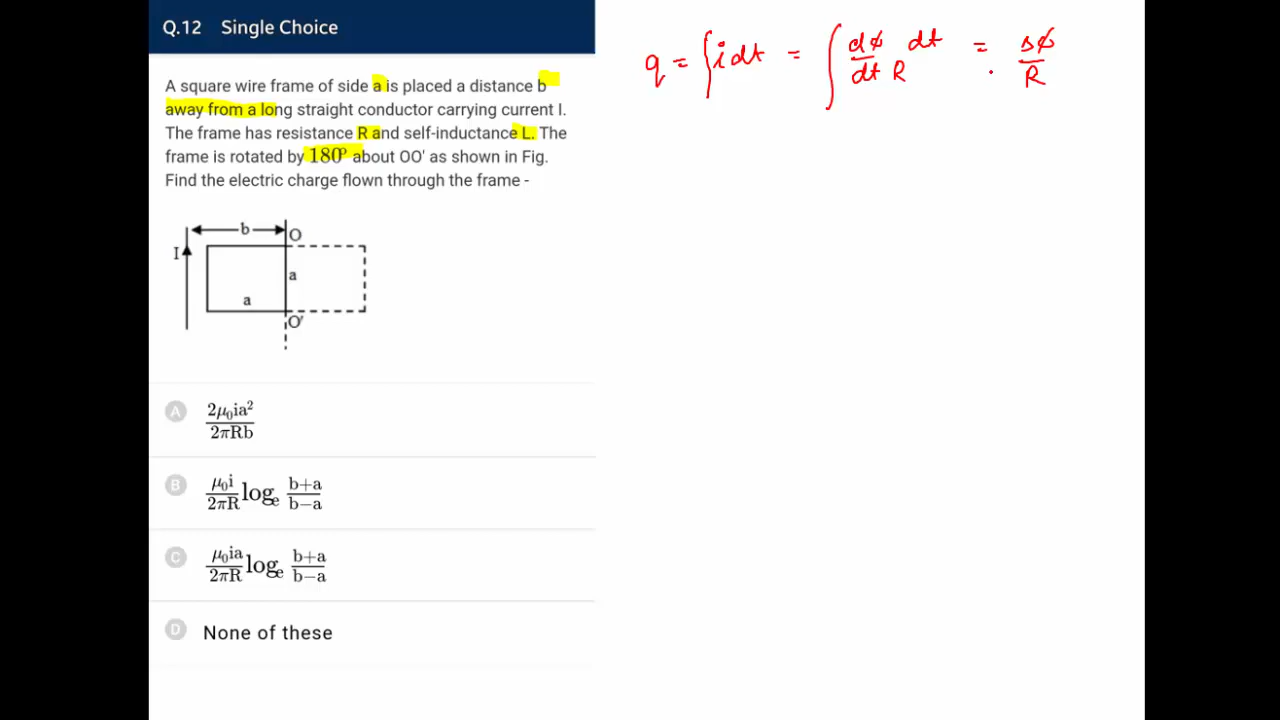 Q.12 Single Choice
q = ∫ i dt = ∫ dϕ/dt R dt = Δϕ/R
A square wire frame of side a is placed a distance b
away from a long straight conductor carrying current I.
The frame has resistance R and self-inductance L. The
frame is rotated by 180° about OO' as shown in Fig.
Find the electric charge flown through the frame -
b
O
I
a
a
O'
A 2μ₀ia²/2πRb
B μ₀i/2πR logₑ b+a/b−a
C μ₀ia/2πR logₑ b+a/b−a
D None of these